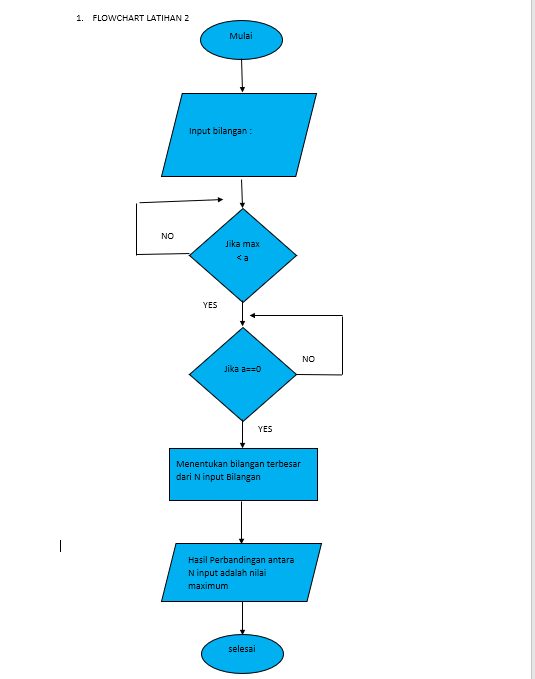 1. FLOWCHART LATIHAN 2
Mulai
Input bilangan :
NO
Jika max
< a
YES
NO
Jika a==0
YES
Menentukan bilangan terbesar
dari N input Bilangan
Hasil Perbandingan antara
N input adalah nilai
maximum
selesai